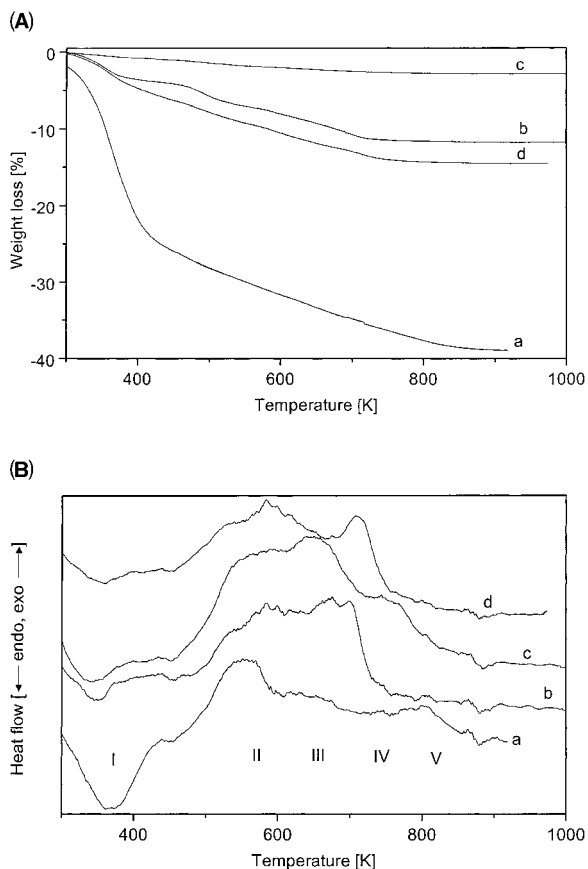 (A)
0
-10
-20
-30
-40
Weight loss [%]
c
b
d
a
400
600
800
1000
Temperature [K]
(B)
Heat flow [← endo, exo →]
d
c
b
a
I
II
III
IV
V
400
600
800
1000
Temperature [K]